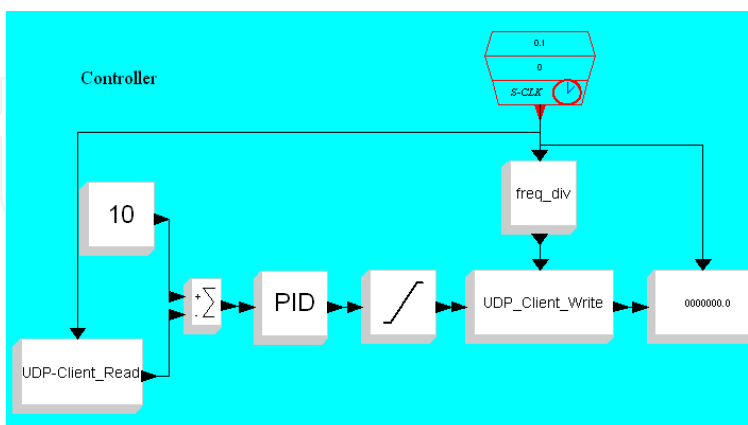 0.1
0
Controller
S-CLK
freq_div
10
+
-
Σ
PID
UDP_Client_Write
0000000.0
UDP-Client_Read